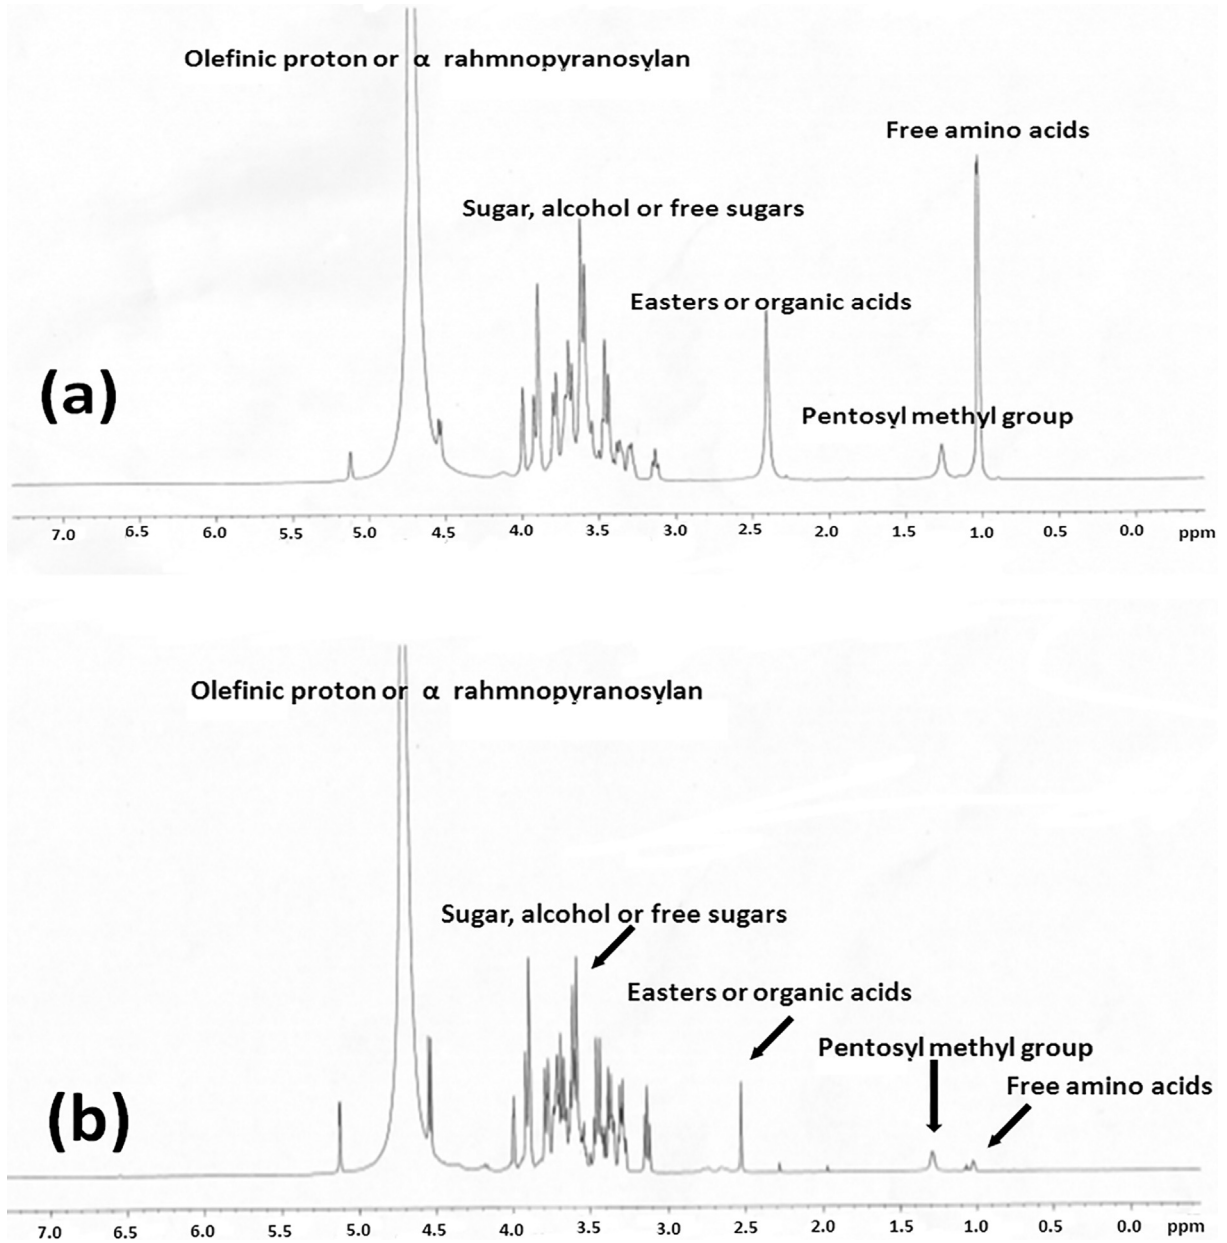 Olefinic proton or α rahmnopyranosylan
Free amino acids
Sugar, alcohol or free sugars
Easters or organic acids
(a)
Pentosyl methyl group
7.0 6.5 6.0 5.5 5.0 4.5 4.0 3.5 3.0 2.5 2.0 1.5 1.0 0.5 0.0 ppm
Olefinic proton or α rahmnopyranosylan
Sugar, alcohol or free sugars
Easters or organic acids
Pentosyl methyl group
Free amino acids
(b)
7.0 6.5 6.0 5.5 5.0 4.5 4.0 3.5 3.0 2.5 2.0 1.5 1.0 0.5 0.0 ppm